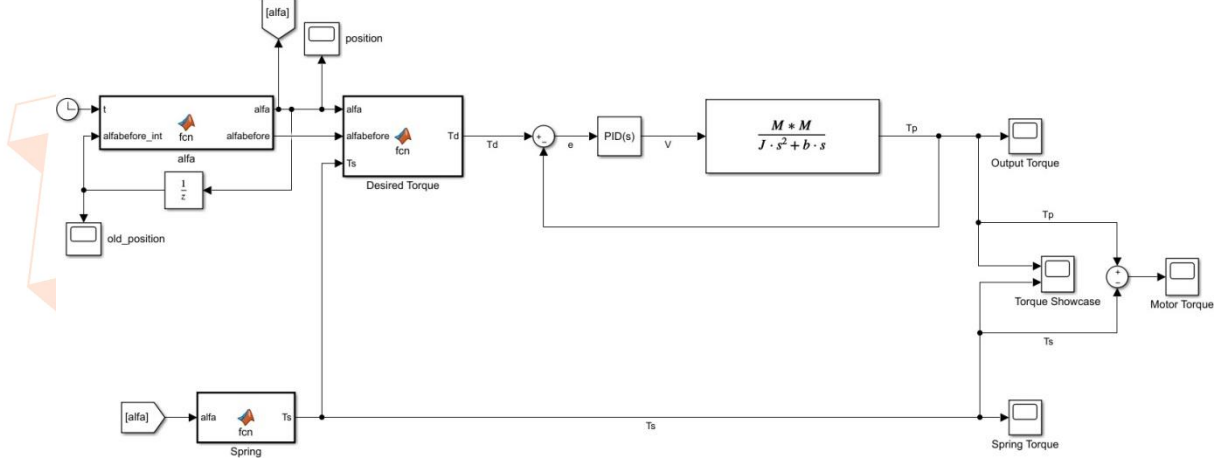 [alfa]
position
t
alfabefore_int
fcn
alfa
alfabefore
alfa
1
z
old_position
alfa
alfabefore
Ts
fcn
Td
Desired Torque
Td
+
−
e
PID(s)
V
M ∗ M
J · s² + b · s
Tp
Output Torque
Tp
Torque Showcase
+
−
Motor Torque
Ts
[alfa]
alfa
fcn
Ts
Spring
Ts
Spring Torque